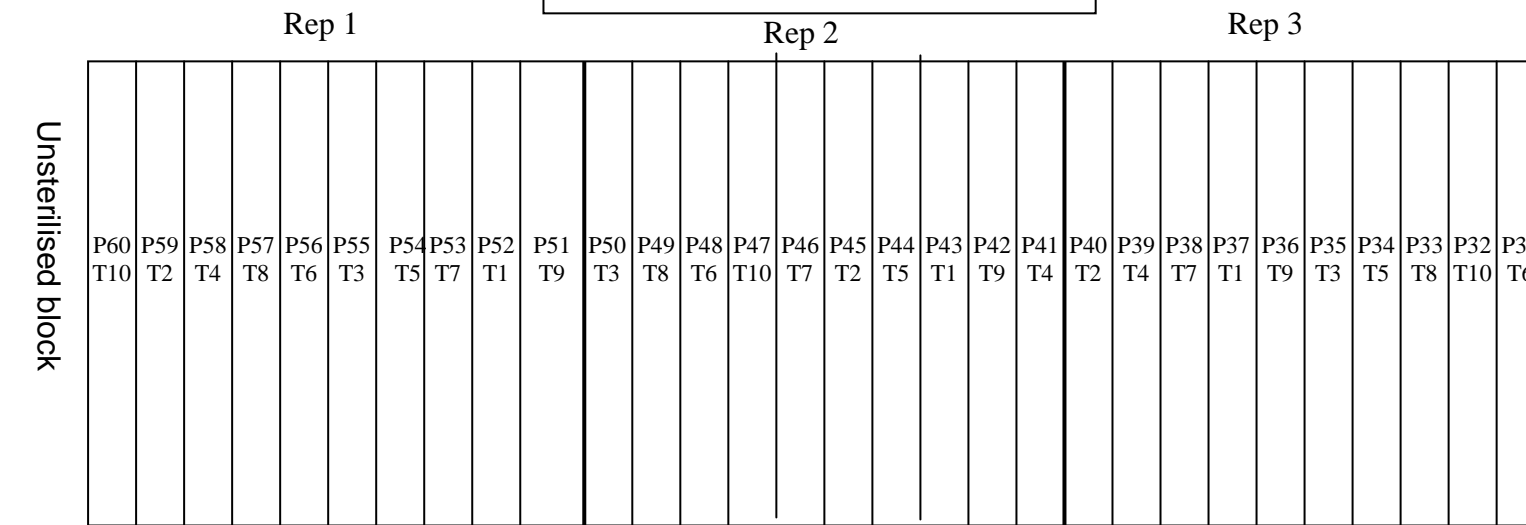 Rep 1
Rep 2
Rep 3
Unsterilised block
P60 P59 P58 P57 P56 P55 P54 P53 P52 P51 P50 P49 P48 P47 P46 P45 P44 P43 P42 P41 P40 P39 P38 P37 P36 P35 P34 P33 P32 P3
T10 T2 T4 T8 T6 T3 T5 T7 T1 T9 T3 T8 T6 T10 T7 T2 T5 T1 T9 T4 T2 T4 T7 T1 T9 T3 T5 T8 T10 T6